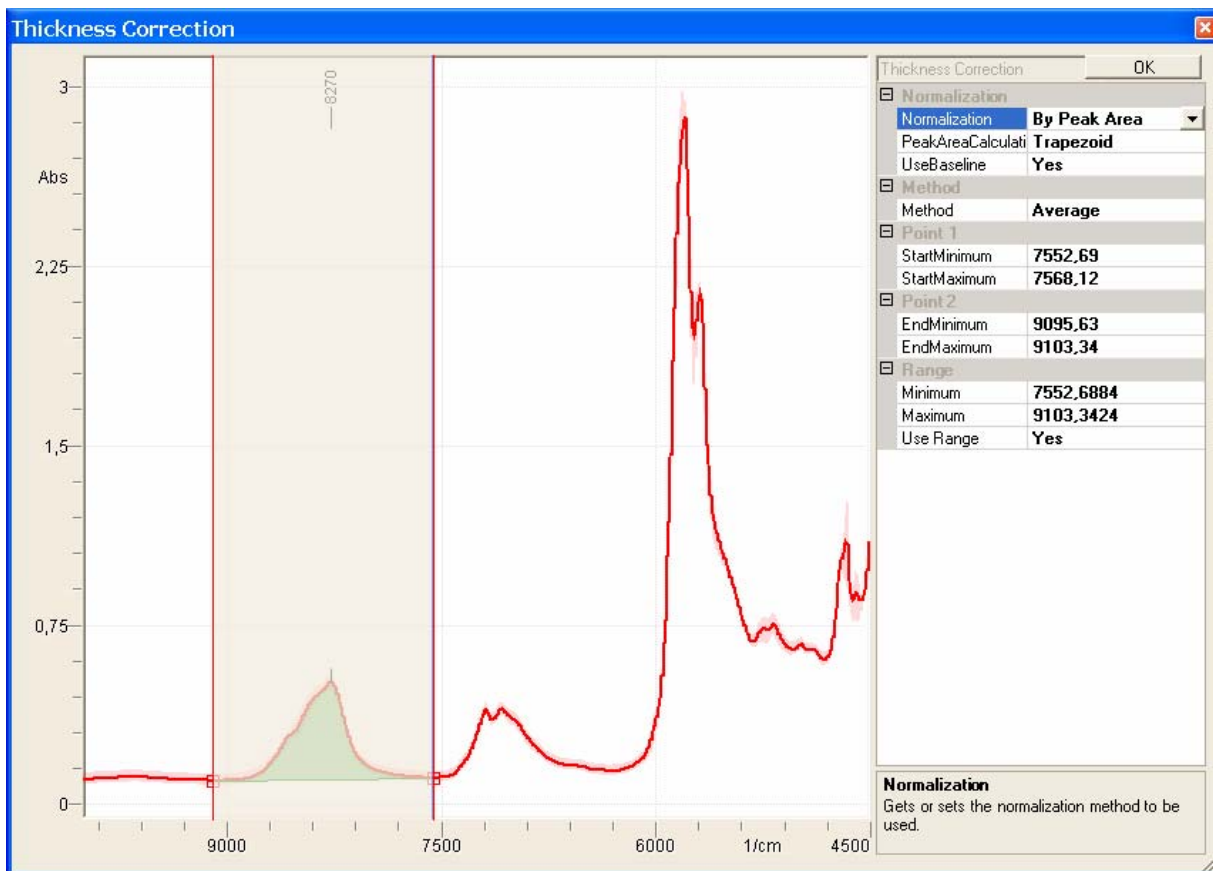 Thickness Correction
8270
3
Abs
2,25
1,5
0,75
0
9000
7500
6000
1/cm
4500
Thickness Correction
OK
Normalization
Normalization By Peak Area
PeakAreaCalculati Trapezoid
UseBaseline Yes
Method
Method Average
Point 1
StartMinimum 7552,69
StartMaximum 7568,12
Point 2
EndMinimum 9095,63
EndMaximum 9103,34
Range
Minimum 7552,6884
Maximum 9103,3424
Use Range Yes
Normalization
Gets or sets the normalization method to be
used.